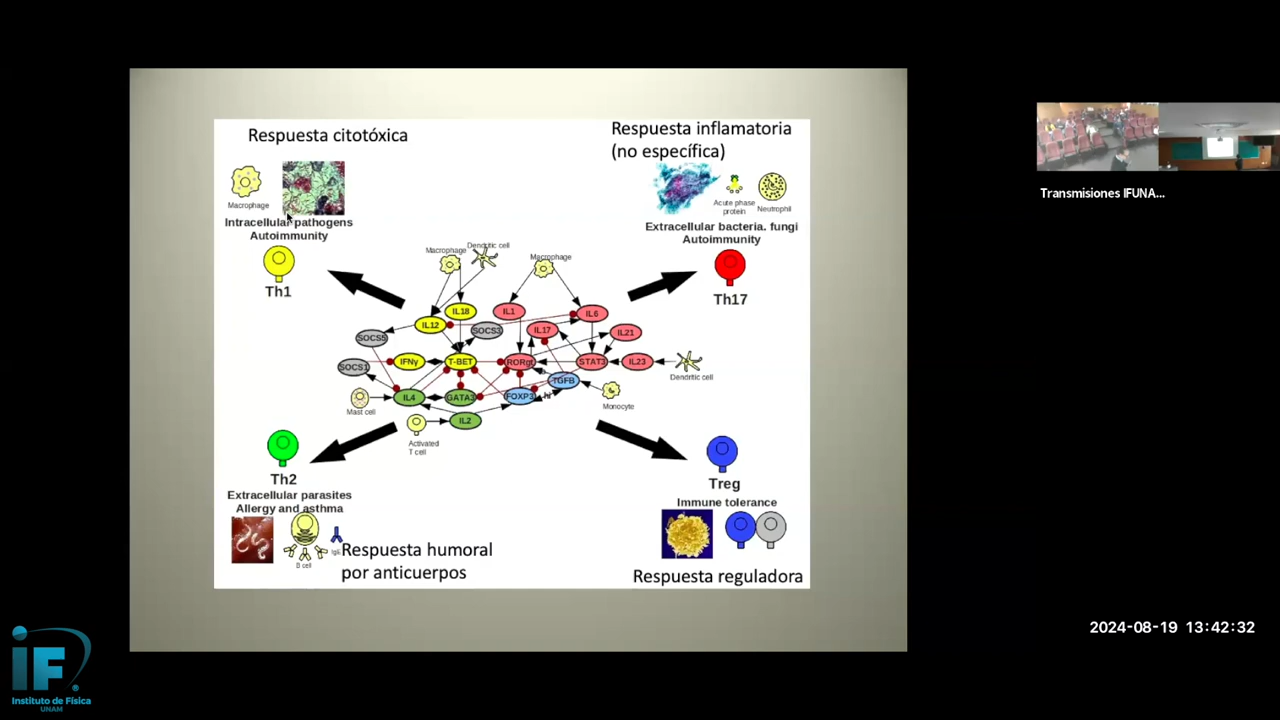 Respuesta citotóxica
Respuesta inflamatoria
(no específica)
Macrophage
Acute phase
protein
Neutrophil
Intracellular pathogens
Autoimmunity
Extracellular bacteria. fungi
Autoimmunity
Th1
Th17
Macrophage
Dendritic cell
Macrophage
IL18
IL1
IL6
IL12
SOCS3
IL17
IL21
SOCS5
SOCS1
IFNγ
T-BET
RORgt
STAT3
IL23
Dendritic cell
TGFB
IL4
GATA3
FOXP3
Mast cell
Monocyte
IL2
Activated
T cell
Th2
Treg
Extracellular parasites
Allergy and asthma
Immune tolerance
B cell
Respuesta humoral
por anticuerpos
Respuesta reguladora
Transmisiones IFUNA...
2024-08-19 13:42:32
iF
Instituto de Física
UNAM